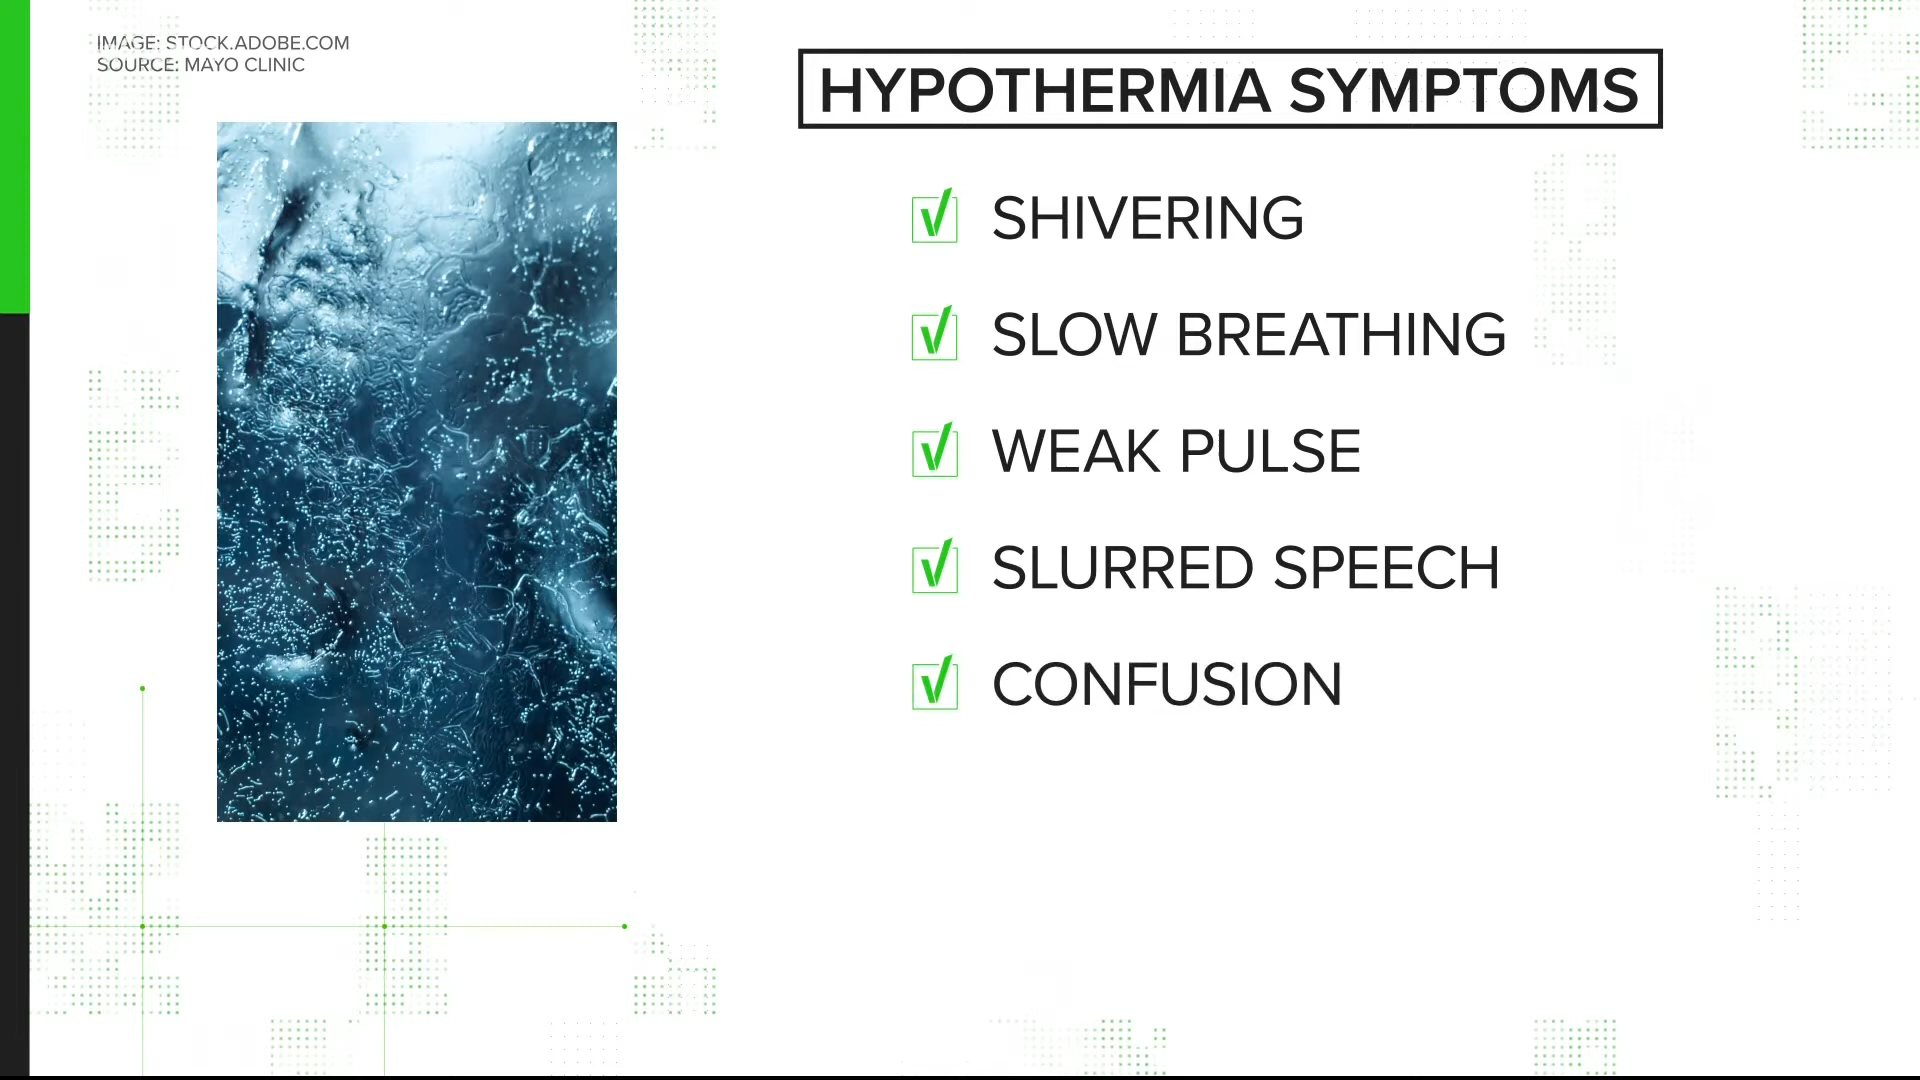 IMAGE: STOCK.ADOBE.COM
SOURCE: MAYO CLINIC
HYPOTHERMIA SYMPTOMS
SHIVERING
SLOW BREATHING
WEAK PULSE
SLURRED SPEECH
CONFUSION